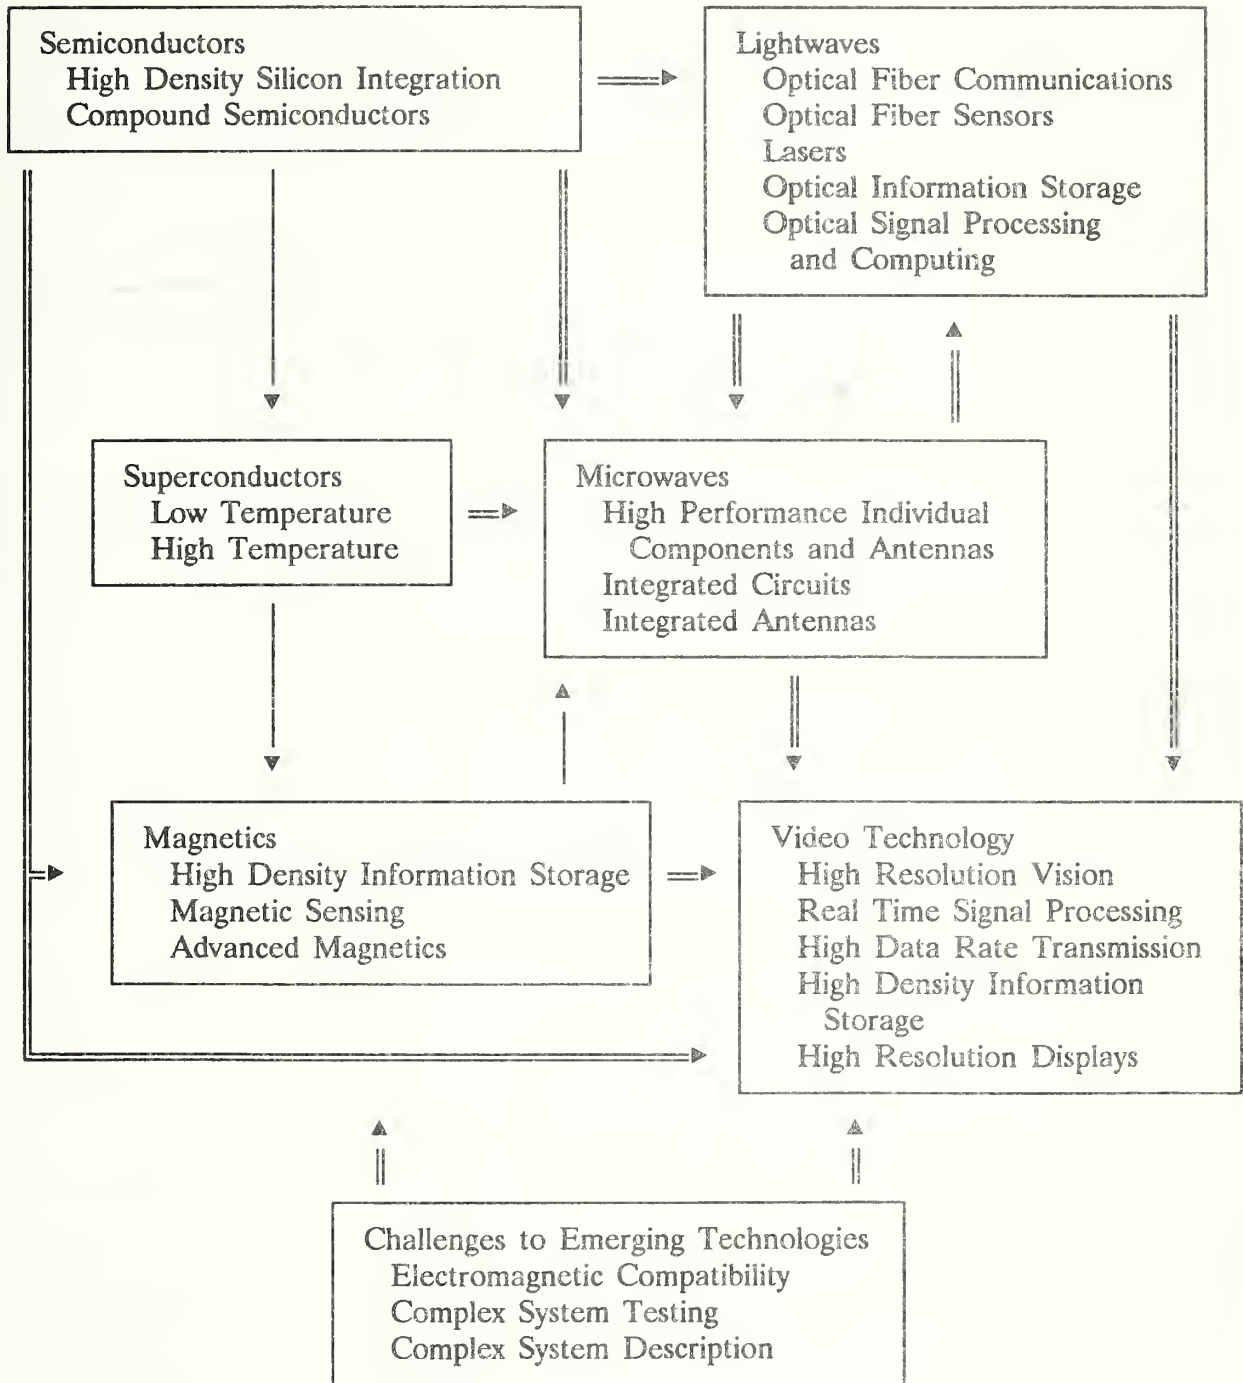 Semiconductors
High Density Silicon Integration
Compound Semiconductors
Lightwaves
Optical Fiber Communications
Optical Fiber Sensors
Lasers
Optical Information Storage
Optical Signal Processing
and Computing
Superconductors
Low Temperature
High Temperature
Microwaves
High Performance Individual
Components and Antennas
Integrated Circuits
Integrated Antennas
Magnetics
High Density Information Storage
Magnetic Sensing
Advanced Magnetics
Video Technology
High Resolution Vision
Real Time Signal Processing
High Data Rate Transmission
High Density Information
Storage
High Resolution Displays
Challenges to Emerging Technologies
Electromagnetic Compatibility
Complex System Testing
Complex System Description